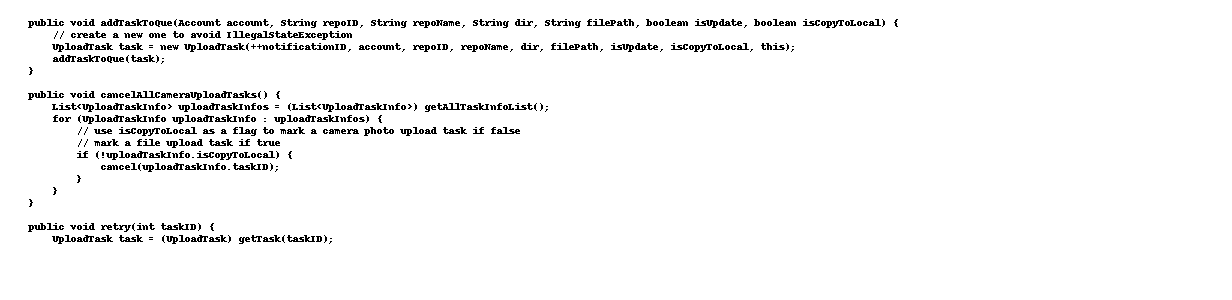 public void addTaskToQue(Account account, String repoID, String repoName, String dir, String filePath, boolean isUpdate, boolean isCopyToLocal) {
    // create a new one to avoid IllegalStateException
    UploadTask task = new UploadTask(++notificationID, account, repoID, repoName, dir, filePath, isUpdate, isCopyToLocal, this);
    addTaskToQue(task);
}

public void cancelAllCameraUploadTasks() {
    List<UploadTaskInfo> uploadTaskInfos = (List<UploadTaskInfo>) getAllTaskInfoList();
    for (UploadTaskInfo uploadTaskInfo : uploadTaskInfos) {
        // use isCopyToLocal as a flag to mark a camera photo upload task if false
        // mark a file upload task if true
        if (!uploadTaskInfo.isCopyToLocal) {
            cancel(uploadTaskInfo.taskID);
        }
    }
}

public void retry(int taskID) {
    UploadTask task = (UploadTask) getTask(taskID);